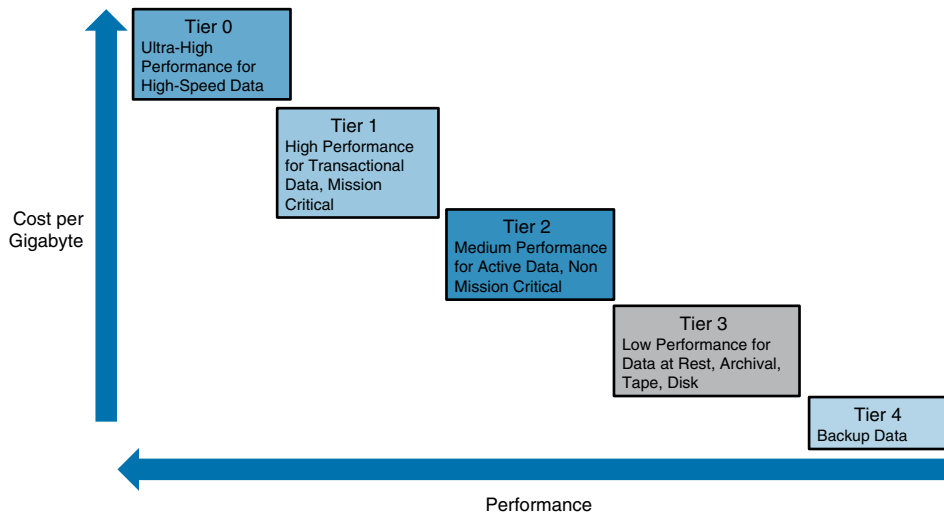 Tier 0
Ultra-High
Performance for
High-Speed Data
Tier 1
High Performance
for Transactional
Data, Mission
Critical
Cost per
Gigabyte
Tier 2
Medium Performance
for Active Data, Non
Mission Critical
Tier 3
Low Performance for
Data at Rest, Archival,
Tape, Disk
Tier 4
Backup Data
Performance